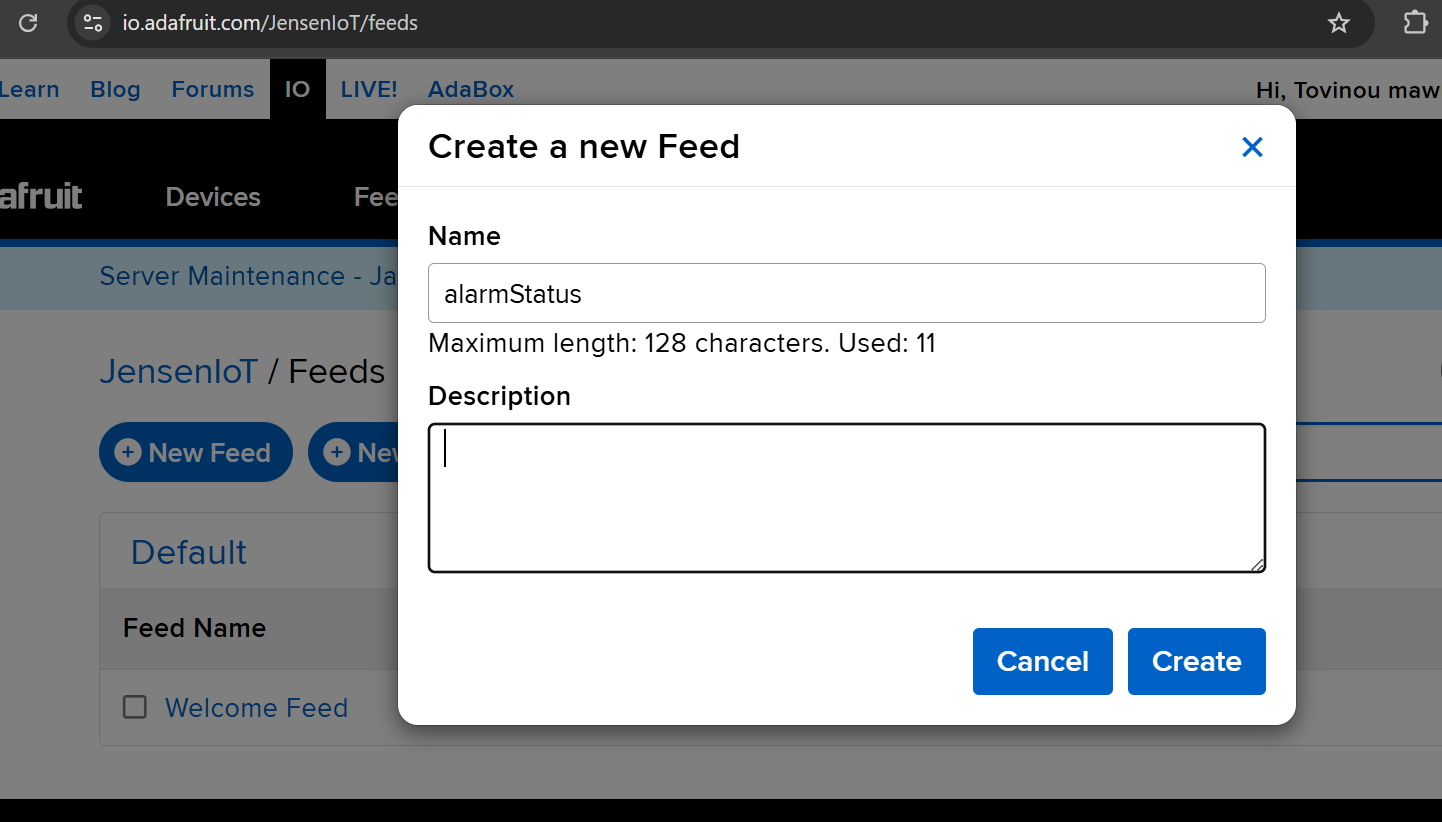 io.adafruit.com/JensenIoT/feeds
Learn Blog Forums IO LIVE! AdaBox Hi, Tovinou maw
afruit Devices Fee
Create a new Feed
Server Maintenance - Ja
Name
alarmStatus
Maximum length: 128 characters. Used: 11
JensenIoT / Feeds
Description
New Feed
Default
Feed Name
Cancel Create
Welcome Feed